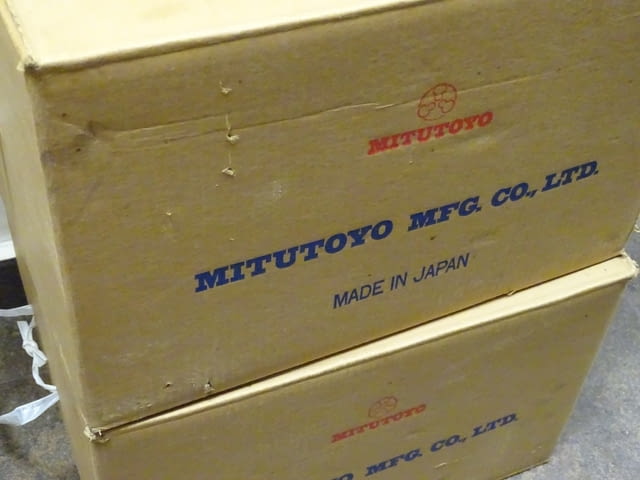 MITUTOYO
MITUTOYO MFG. CO., LTD.
MADE IN JAPAN
MITUTOYO
MFG. CO., LTD.